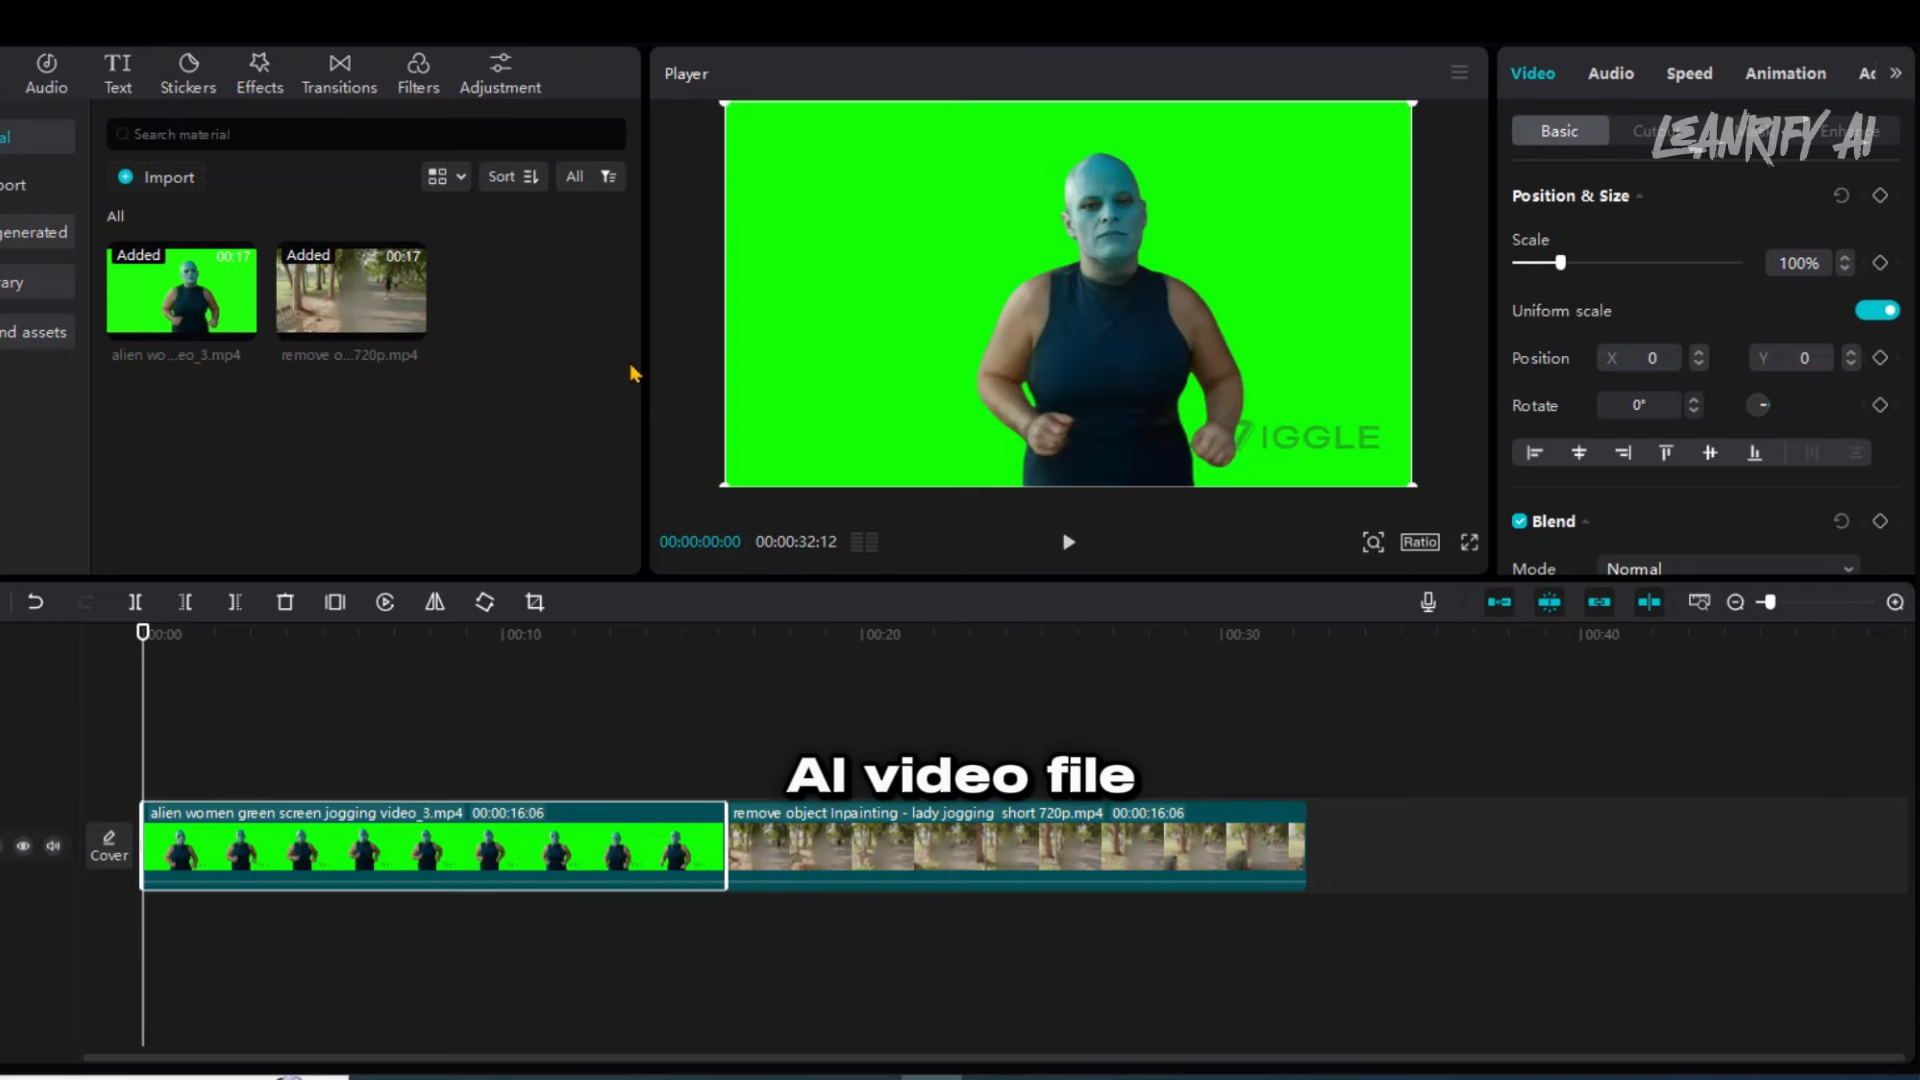 Audio
Text
Stickers
Effects
Transitions
Filters
Adjustment
Player
Video
Audio
Speed
Animation
Search material
Basic
LEANRIFY AI
Enhance
Import
Sort
All
Position & Size
All
Scale
100%
generated
Added
00:17
Added
00:17
Uniform scale
nd assets
alien wo...eo_3.mp4
remove o...720p.mp4
Position
X 0
Y 0
Rotate
0°
IGGLE
Blend
00:00:00:00
00:00:32:12
Ratio
Mode
Normal
00:00
00:10
00:20
00:30
00:40
AI video file
alien women green screen jogging video_3.mp4 00:00:16:06
remove object Inpainting - lady jogging short 720p.mp4 00:00:16:06
Cover